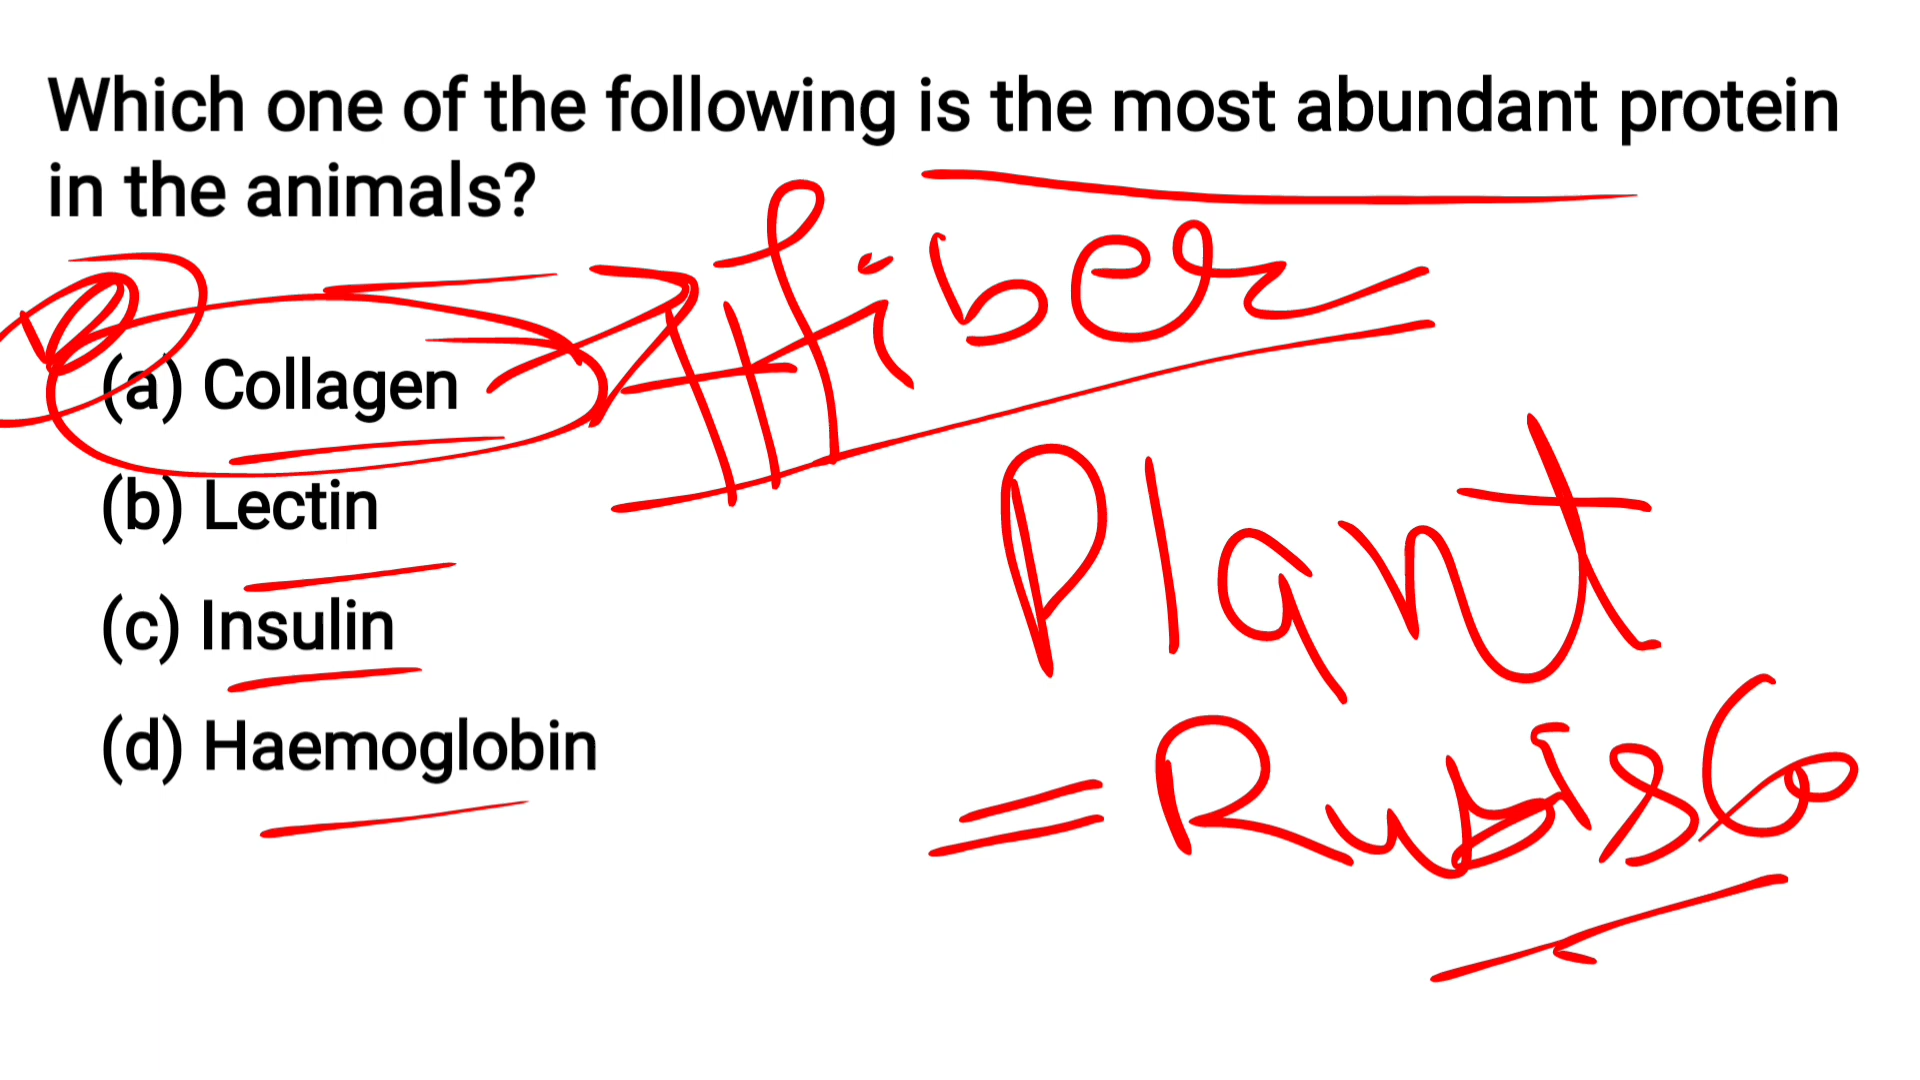 Which one of the following is the most abundant protein
in the animals?
fiber
(a) Collagen
(b) Lectin
Plant
(c) Insulin
(d) Haemoglobin
= RubisCo